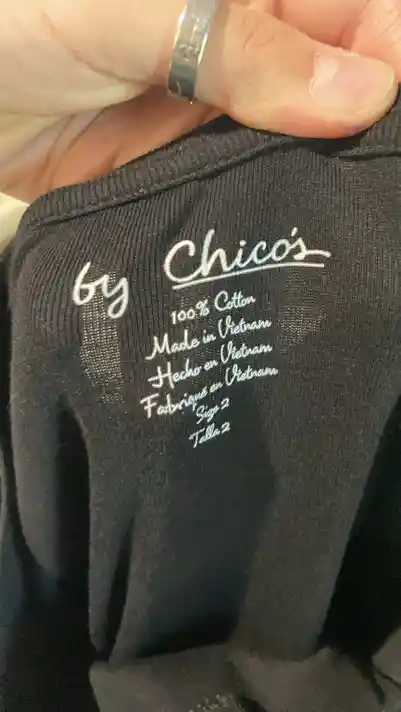 by Chico's
100% Cotton
Made in Vietnam
Hecho en Vietnam
Fabriqué en Vietnam
Size 2
Talla 2